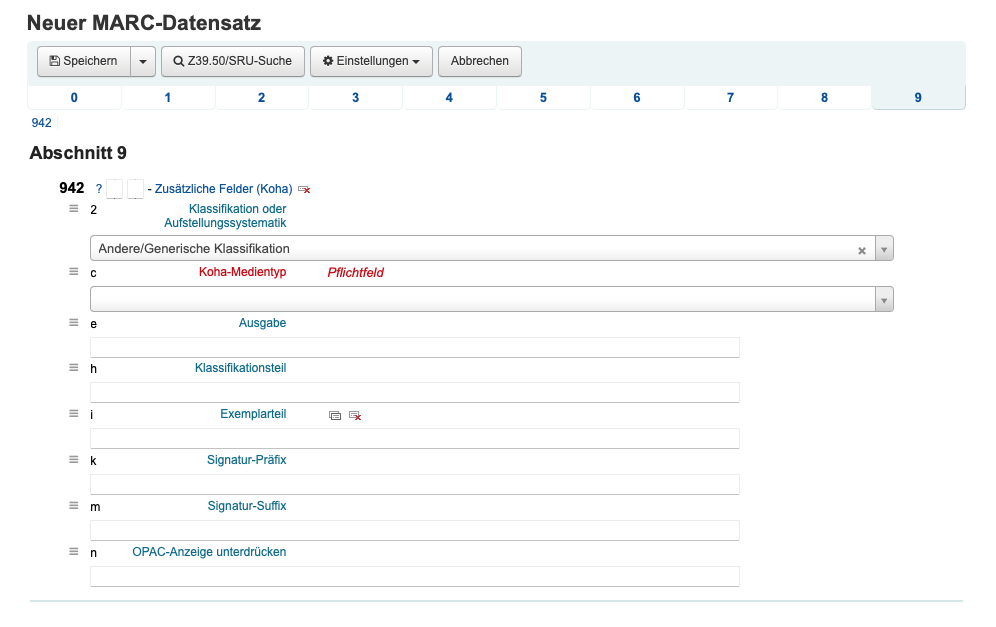 Neuer MARC-Datensatz
Speichern Z39.50/SRU-Suche Einstellungen Abbrechen
0 1 2 3 4 5 6 7 8 9
942
Abschnitt 9
942 ? - Zusätzliche Felder (Koha)
2 Klassifikation oder
Aufstellungssystematik
Andere/Generische Klassifikation
c Koha-Medientyp Pflichtfeld
e Ausgabe
h Klassifikationsteil
i Exemplarteil
k Signatur-Präfix
m Signatur-Suffix
n OPAC-Anzeige unterdrücken